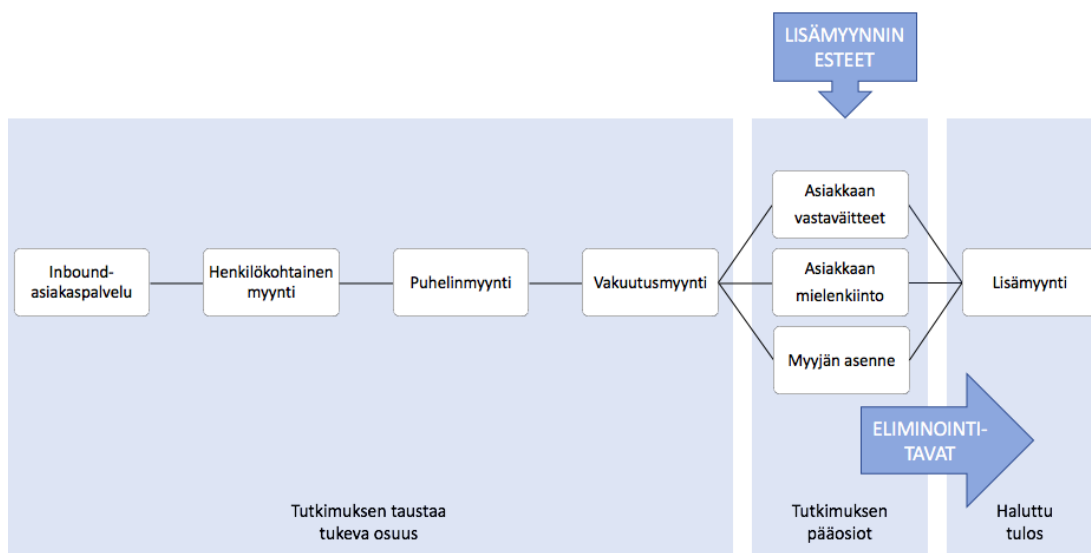 LISÄMYYNNIN
ESTEET
Inbound-
asiakaspalvelu
Henkilökohtainen
myynti
Puhelinmyynti
Vakuutusmyynti
Asiakkaan
vastaväitteet
Asiakkaan
mielenkiinto
Myyjän asenne
Lisämyynti
ELIMINOINTI-
TAVAT
Tutkimuksen taustaa
tukeva osuus
Tutkimuksen
pääosiot
Haluttu
tulos